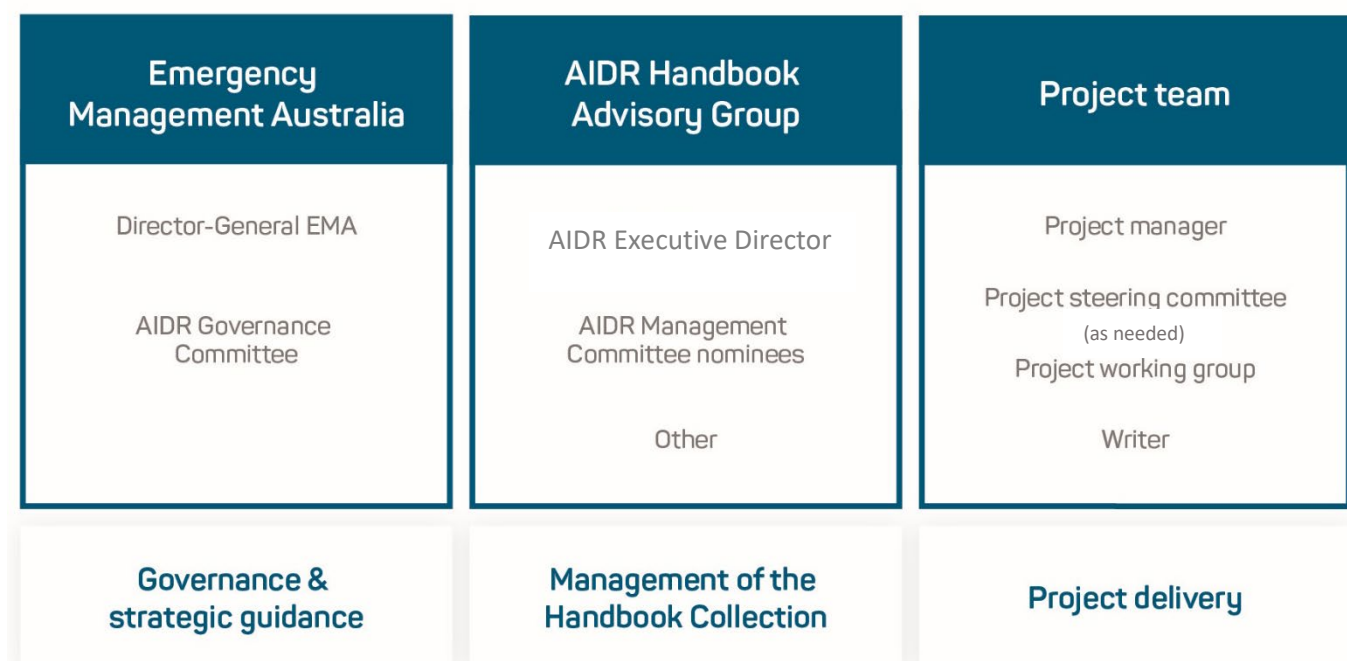 Emergency
Management Australia
Director-General EMA
AIDR Governance
Committee
Governance &
strategic guidance
AIDR Handbook
Advisory Group
AIDR Executive Director
AIDR Management
Committee nominees
Other
Management of the
Handbook Collection
Project team
Project manager
Project steering committee
(as needed)
Project working group
Writer
Project delivery